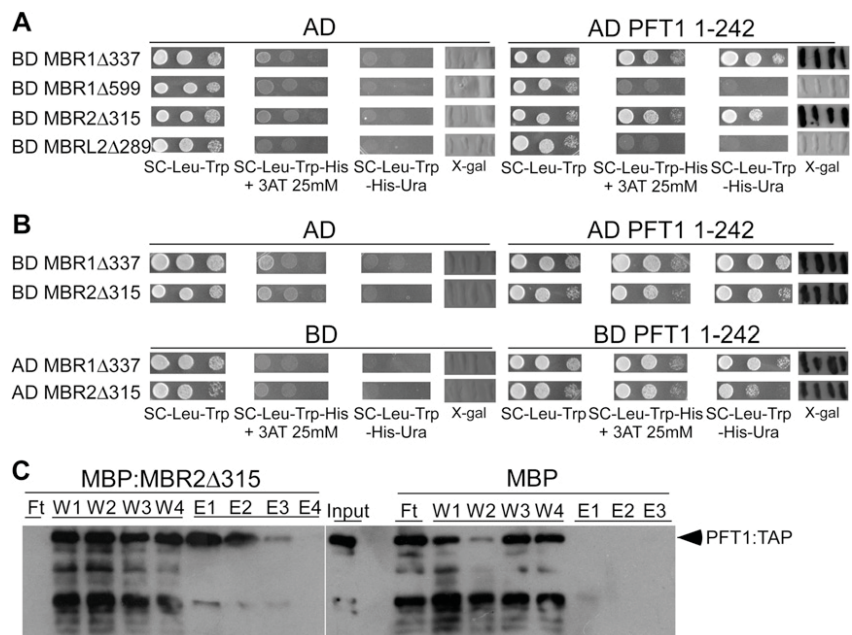 A
AD
AD PFT1 1-242
BD MBR1Δ337
BD MBR1Δ599
BD MBR2Δ315
BD MBRL2Δ289
SC-Leu-Trp
SC-Leu-Trp-His
+ 3AT 25mM
SC-Leu-Trp
-His-Ura
X-gal
SC-Leu-Trp
SC-Leu-Trp-His
+ 3AT 25mM
SC-Leu-Trp
-His-Ura
X-gal
B
AD
AD PFT1 1-242
BD MBR1Δ337
BD MBR2Δ315
BD
BD PFT1 1-242
AD MBR1Δ337
AD MBR2Δ315
SC-Leu-Trp
SC-Leu-Trp-His
+ 3AT 25mM
SC-Leu-Trp
-His-Ura
X-gal
SC-Leu-Trp
SC-Leu-Trp-His
+ 3AT 25mM
SC-Leu-Trp
-His-Ura
X-gal
C
MBP:MBR2Δ315
MBP
Ft W1 W2 W3 W4 E1 E2 E3 E4 Input Ft W1 W2 W3 W4 E1 E2 E3
PFT1:TAP